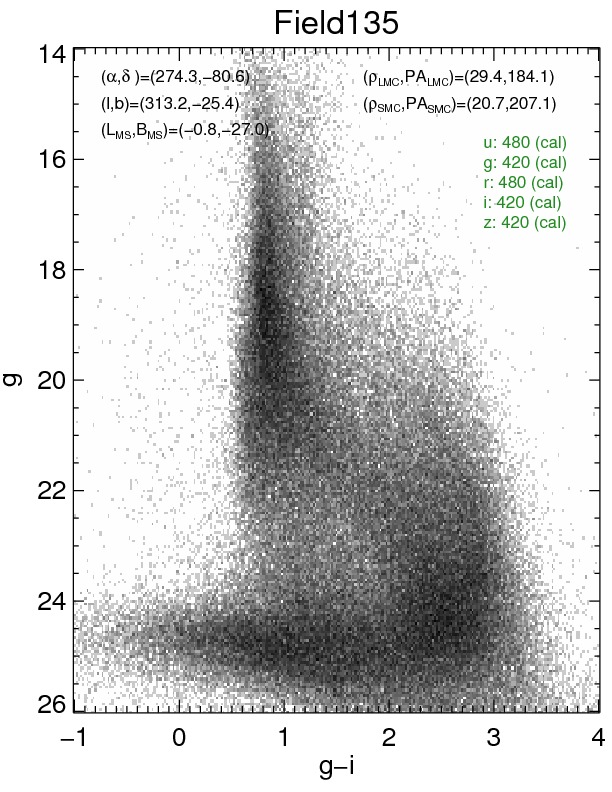 Field135
14
(α,δ )=(274.3,−80.6)
(ρLMC,PALMC)=(29.4,184.1)
(l,b)=(313.2,−25.4)
(ρSMC,PASMC)=(20.7,207.1)
(LMS,BMS)=(−0.8,−27.0)
u: 480 (cal)
16
g: 420 (cal)
r: 480 (cal)
i: 420 (cal)
z: 420 (cal)
18
g
20
22
24
26
−1 0 1 2 3 4
g−i